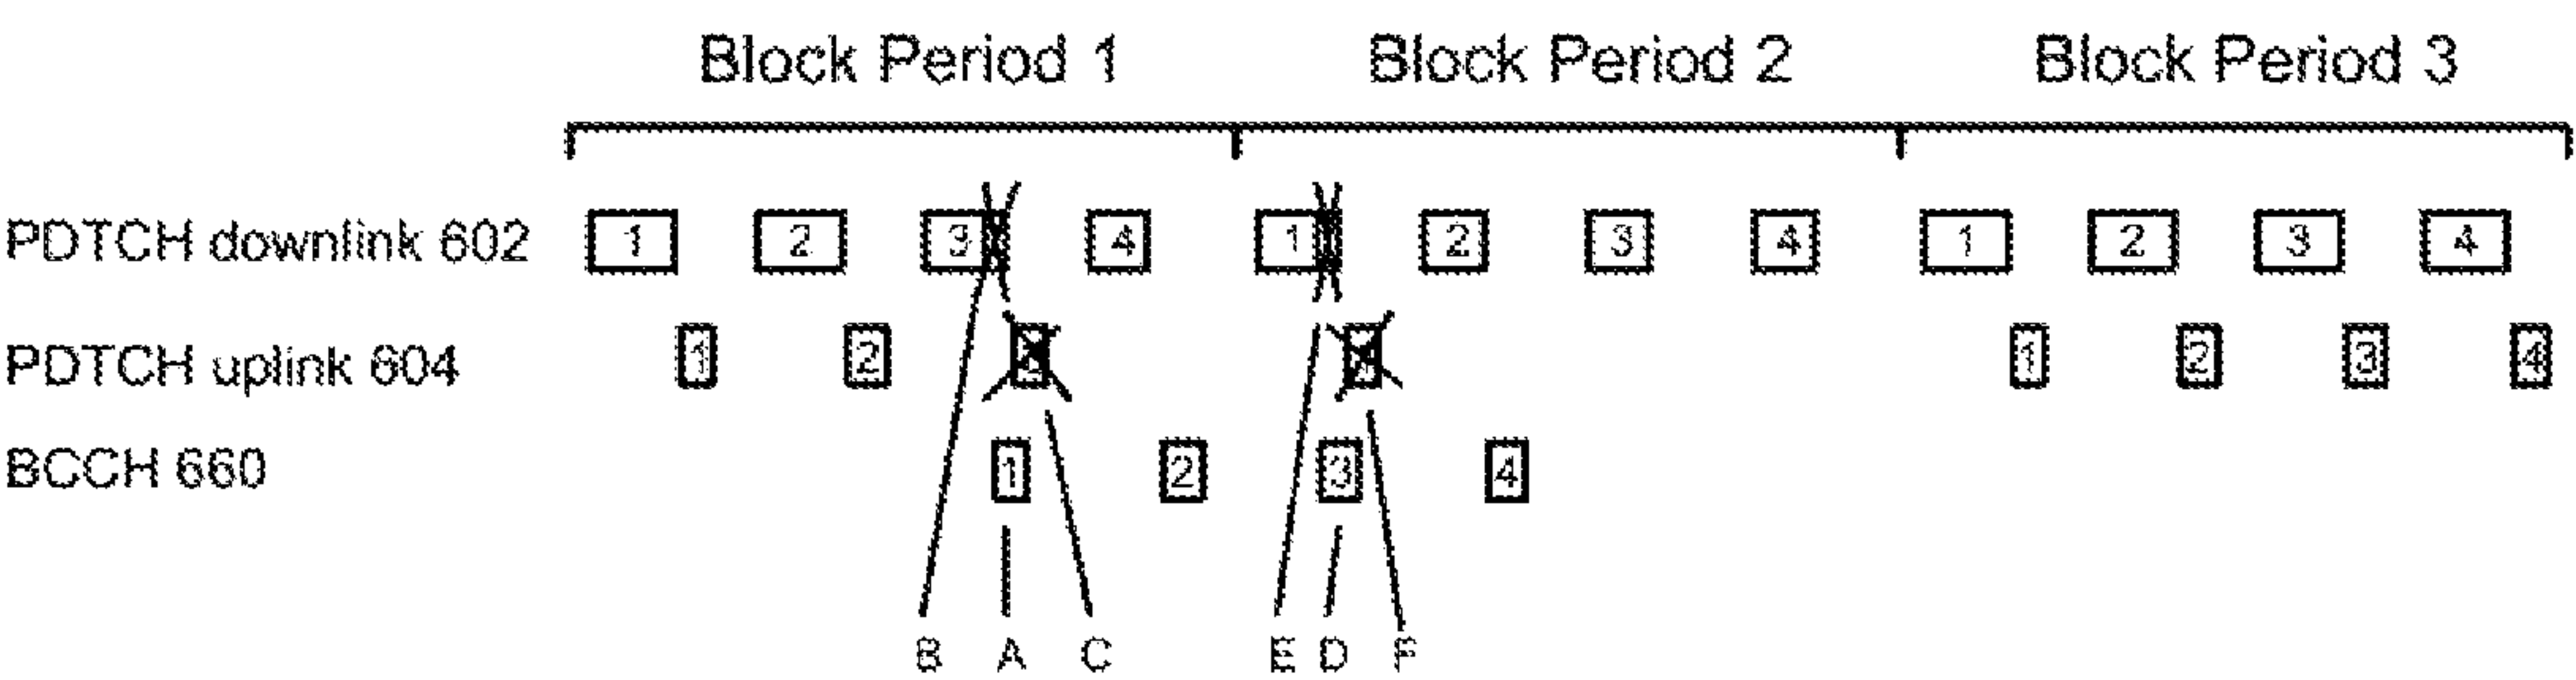 Block Period 1 Block Period 2 Block Period 3
PDTCH downlink 602 1 2 3 4 1 2 3 4 1 2 3 4
PDTCH uplink 604 1 2 1 2 3 4
BCCH 660 1 2 3 4
B A C E D F